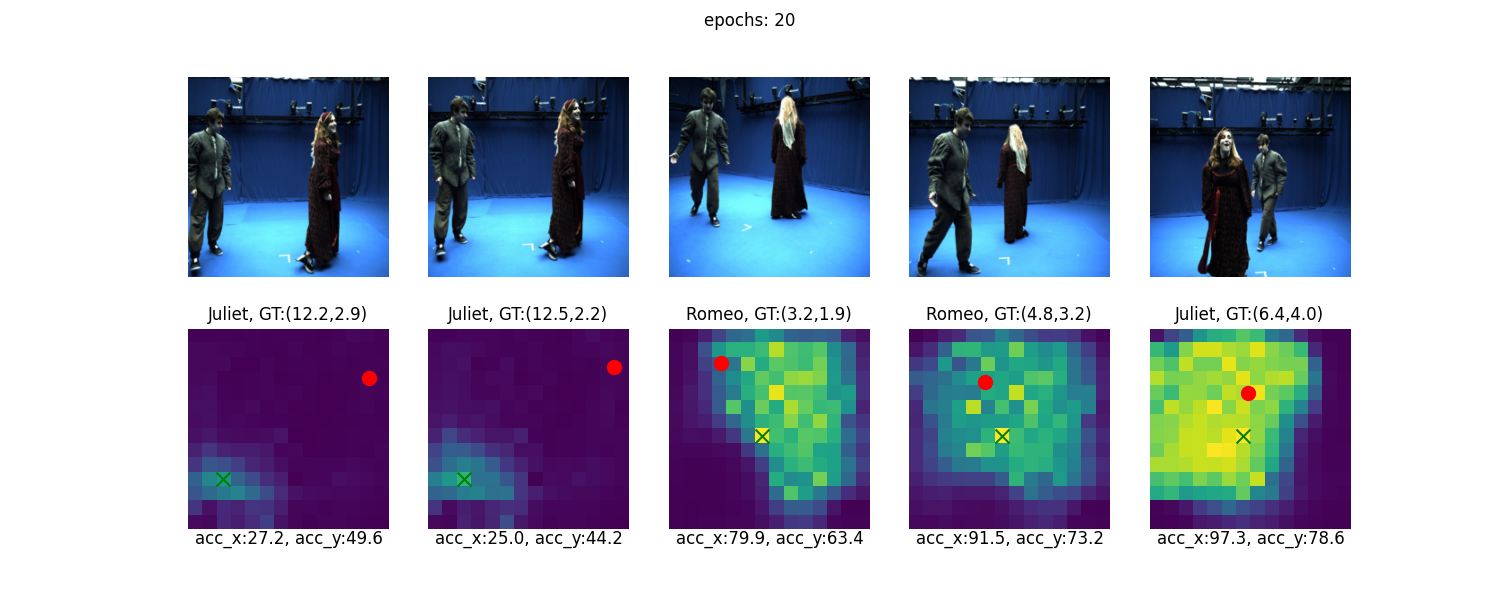 epochs: 20
Juliet, GT:(12.2,2.9)
Juliet, GT:(12.5,2.2)
Romeo, GT:(3.2,1.9)
Romeo, GT:(4.8,3.2)
Juliet, GT:(6.4,4.0)
acc_x:27.2, acc_y:49.6
acc_x:25.0, acc_y:44.2
acc_x:79.9, acc_y:63.4
acc_x:91.5, acc_y:73.2
acc_x:97.3, acc_y:78.6